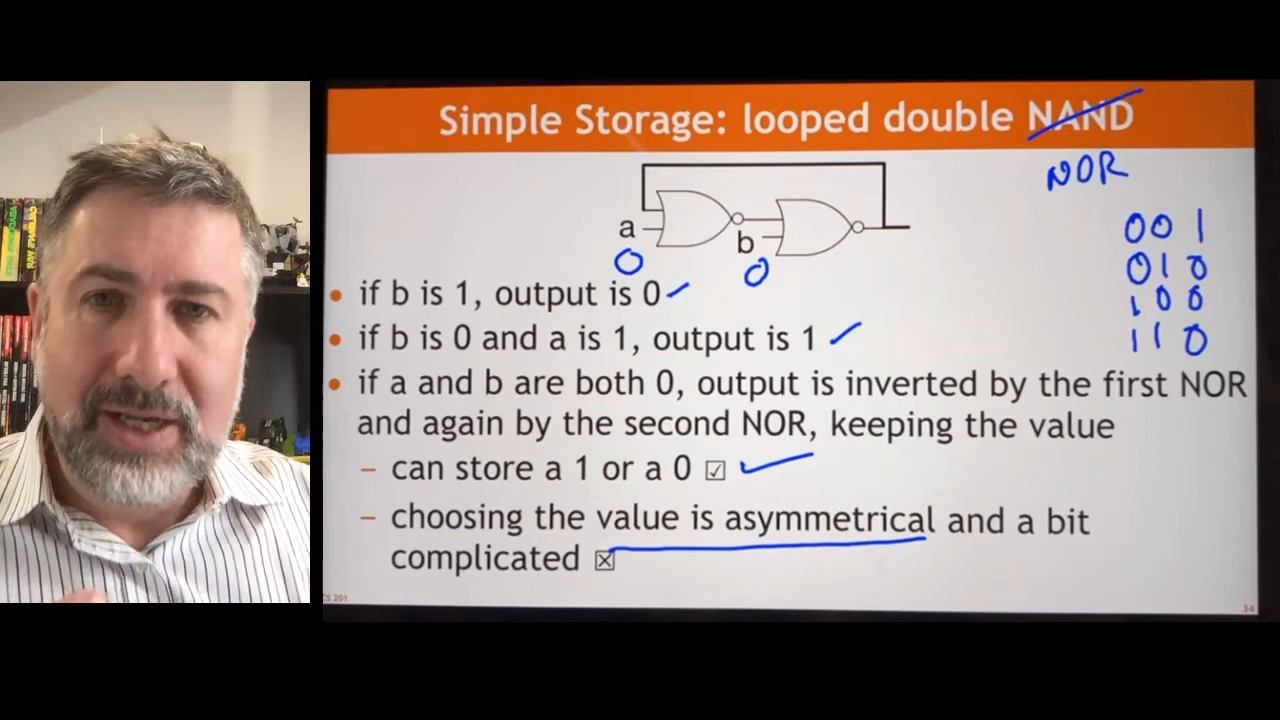 Simple Storage: looped double NAND
NOR
a
b
0
0
0 0 1
0 1 0
1 0 0
1 1 0
• if b is 1, output is 0
• if b is 0 and a is 1, output is 1
• if a and b are both 0, output is inverted by the first NOR
and again by the second NOR, keeping the value
– can store a 1 or a 0 ☑
– choosing the value is asymmetrical and a bit
complicated ☒
CS 201
34